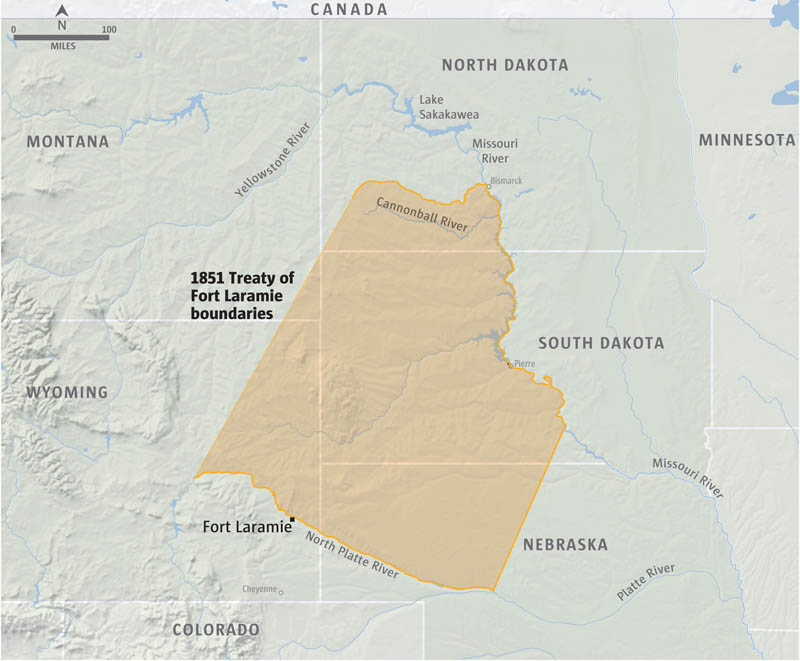 CANADA
N
0
100
MILES
NORTH DAKOTA
Lake
Sakakawea
MONTANA
MINNESOTA
Yellowstone River
Missouri
River
Bismarck
Cannonball River
1851 Treaty of
Fort Laramie
boundaries
SOUTH DAKOTA
Pierre
WYOMING
Missouri River
Fort Laramie
North Platte River
NEBRASKA
Platte River
Cheyenne
COLORADO